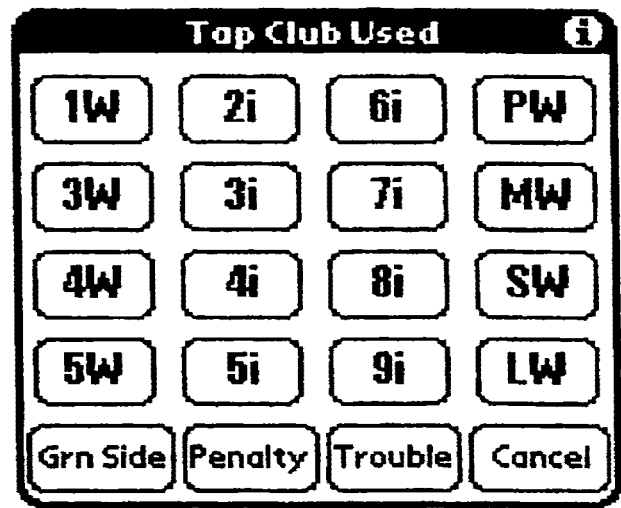 Tap Club Used i
1W 2i 6i PW
3W 3i 7i MW
4W 4i 8i SW
5W 5i 9i LW
Grn Side Penalty Trouble Cancel